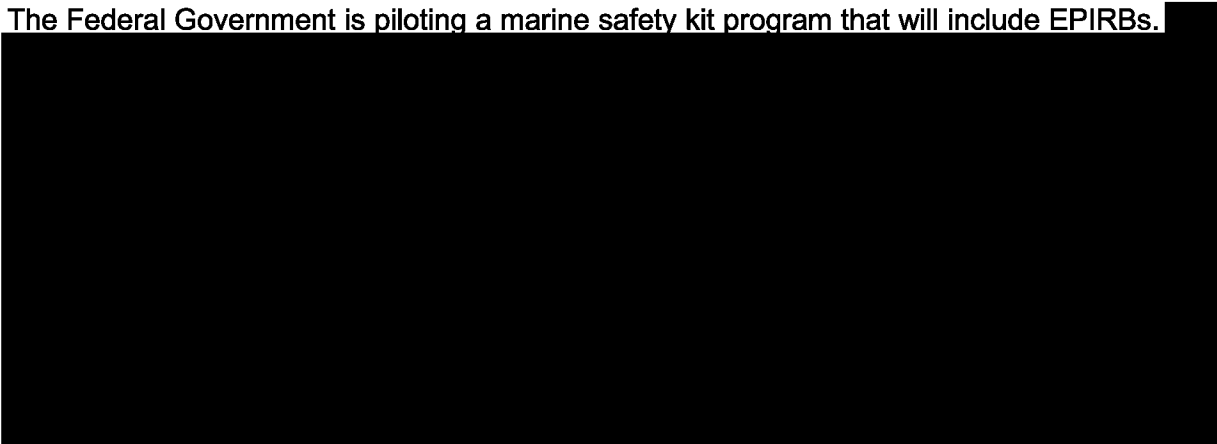 The Federal Government is piloting a marine safety kit program that will include EPIRBs.